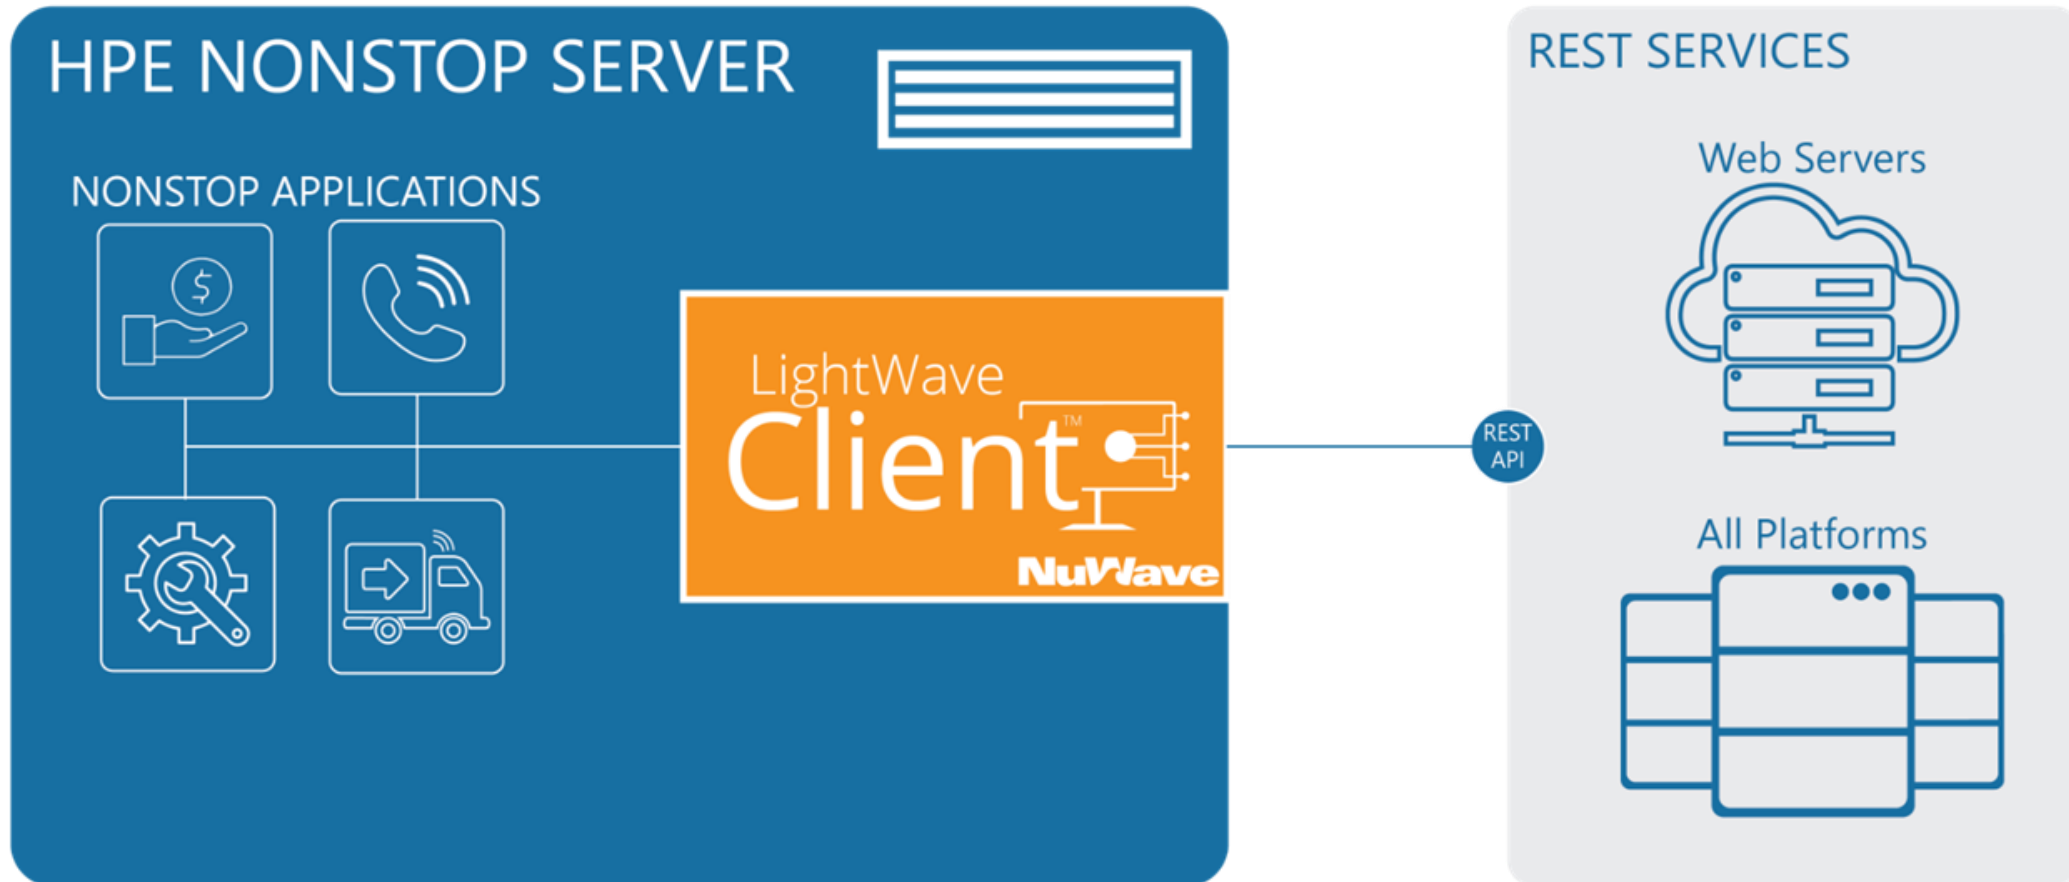 HPE NONSTOP SERVER
NONSTOP APPLICATIONS
$
LightWave
Client™
NuWave
REST
API
REST SERVICES
Web Servers
All Platforms